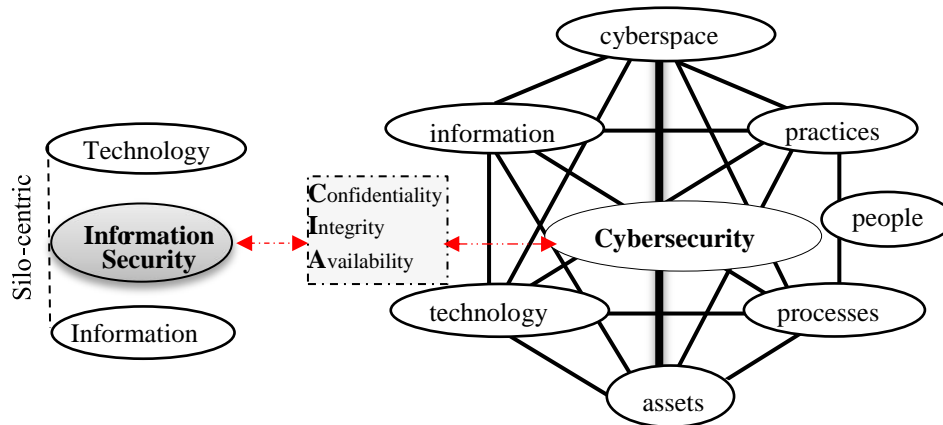 Silo-centric
Technology
Information
Security
Information
Confidentiality
Integrity
Availability
cyberspace
information
practices
people
Cybersecurity
technology
processes
assets